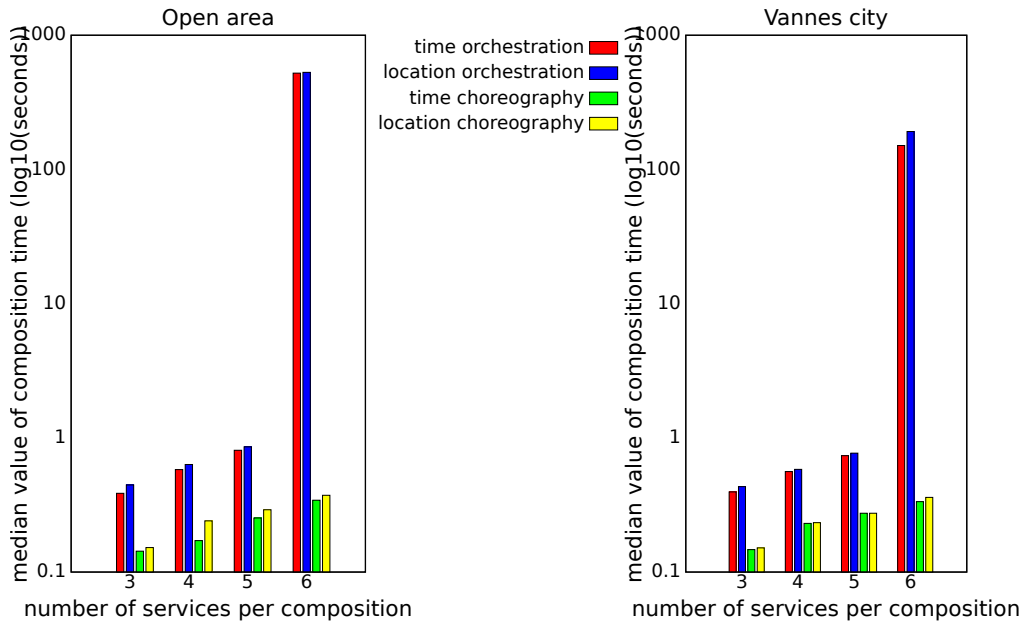 Open area
median value of composition time (log10(seconds))
1000
100
10
1
0.1
3 4 5 6
number of services per composition
time orchestration
location orchestration
time choreography
location choreography
Vannes city
median value of composition time (log10(seconds))
1000
100
10
1
0.1
3 4 5 6
number of services per composition